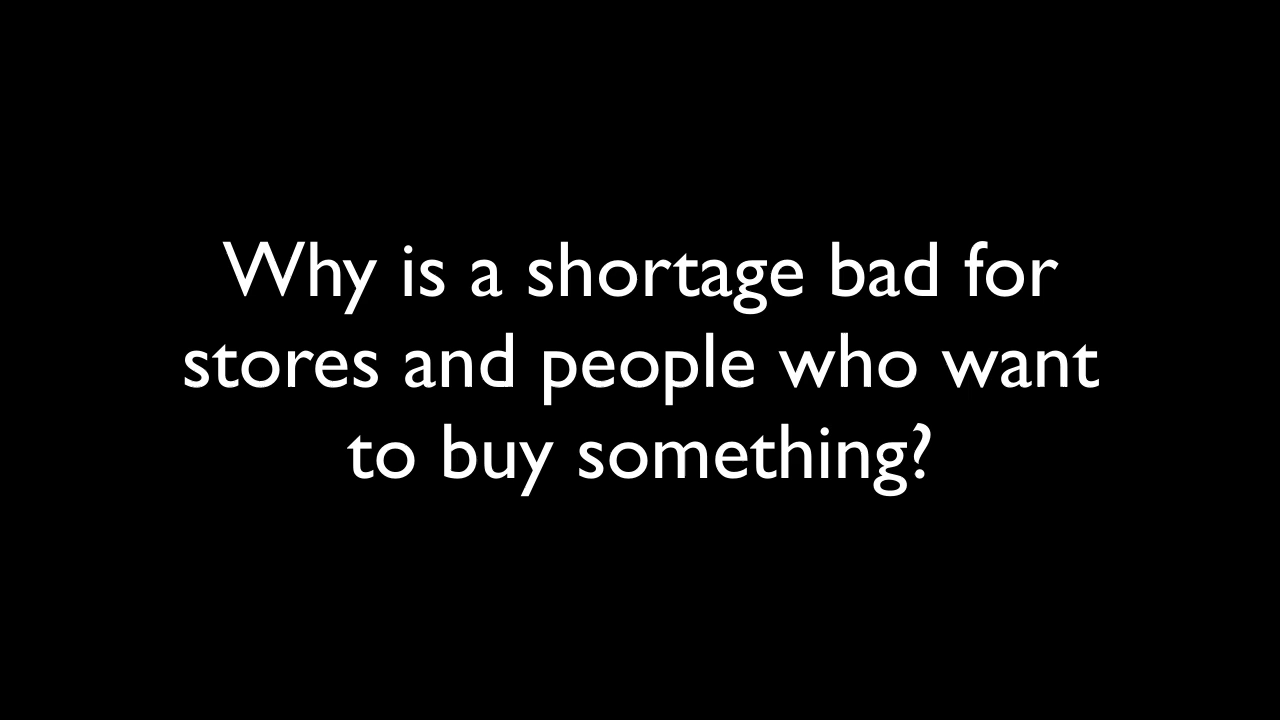 Why is a shortage bad for
stores and people who want
to buy something?